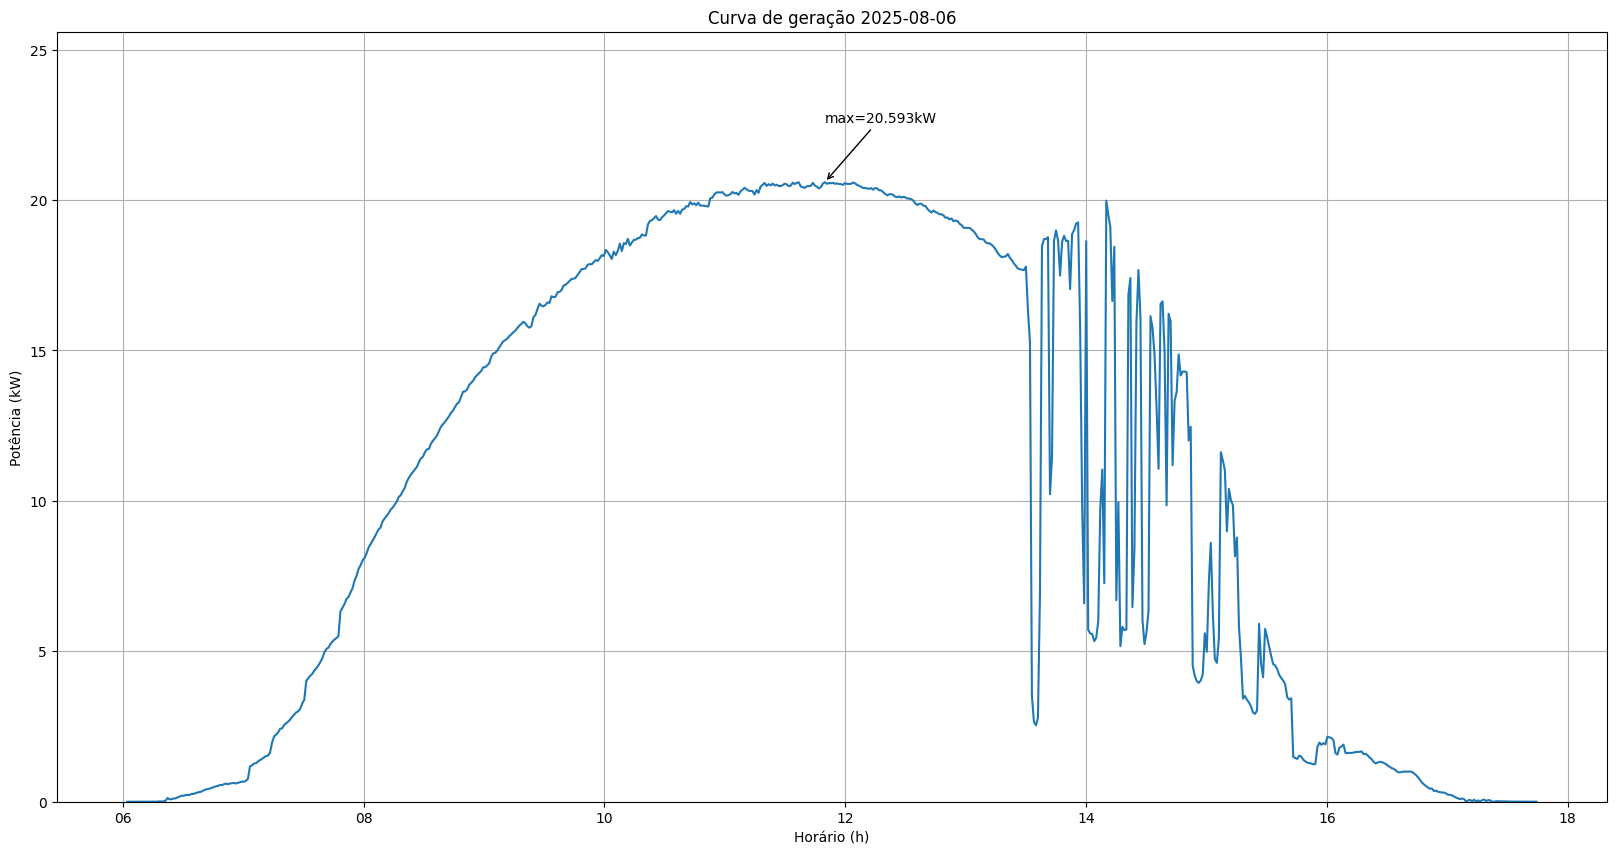 Curva de geração 2025-08-06
25
20
15
10
5
0
max=20.593kW
Potência (kW)
06 08 10 12 14 16 18
Horário (h)